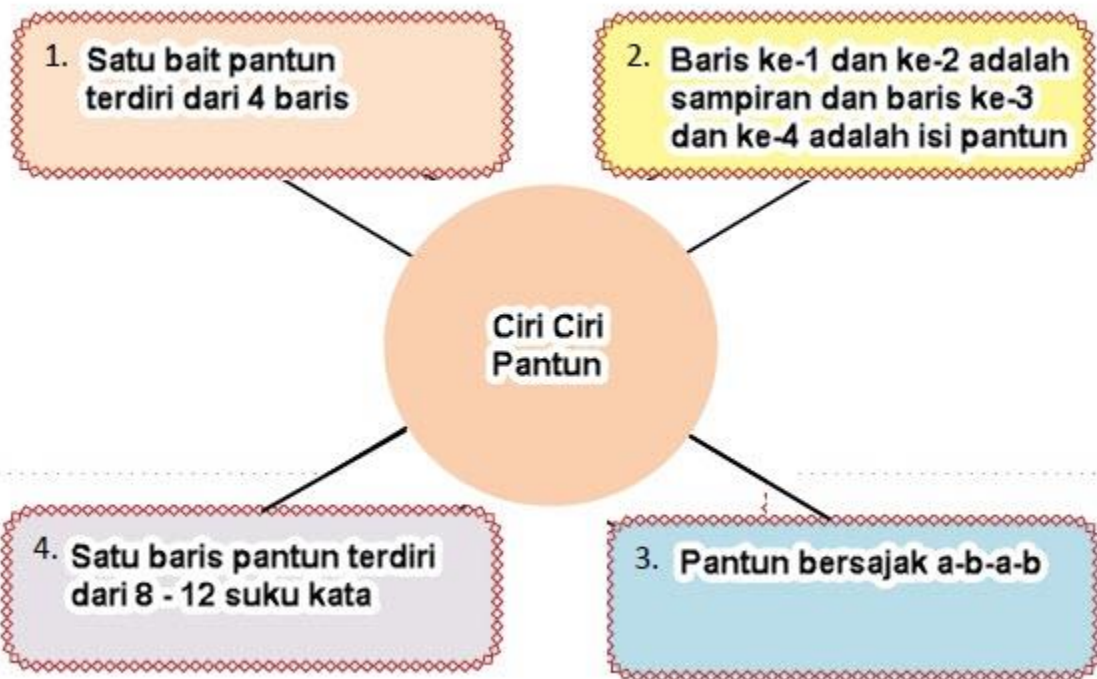 1. Satu bait pantun
terdiri dari 4 baris
2. Baris ke-1 dan ke-2 adalah
sampiran dan baris ke-3
dan ke-4 adalah isi pantun
Ciri Ciri
Pantun
4. Satu baris pantun terdiri
dari 8 - 12 suku kata
3. Pantun bersajak a-b-a-b